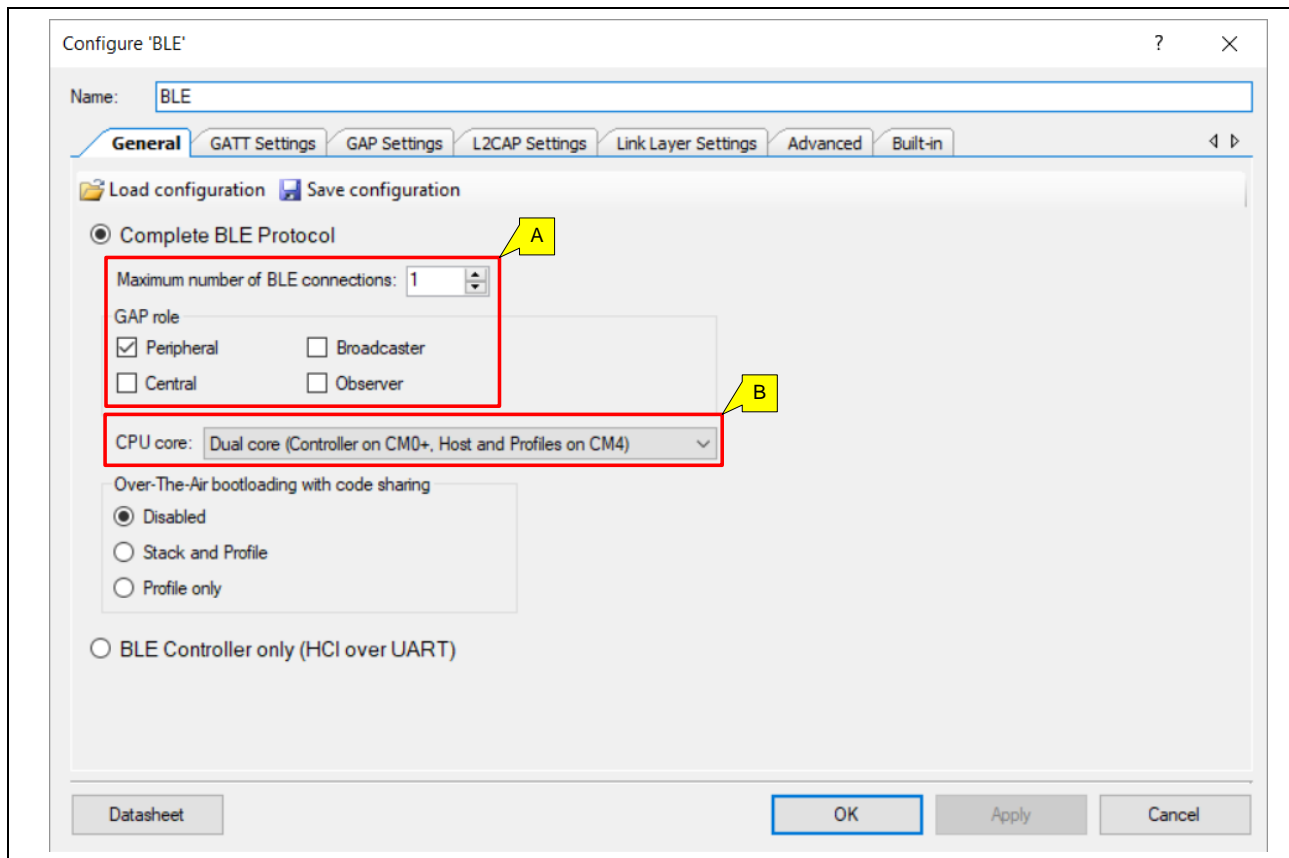 Configure 'BLE' ?
Name: BLE
General GATT Settings GAP Settings L2CAP Settings Link Layer Settings Advanced Built-in
Load configuration Save configuration
Complete BLE Protocol A
Maximum number of BLE connections: 1
GAP role
Peripheral Broadcaster
Central Observer
B
CPU core: Dual core (Controller on CM0+, Host and Profiles on CM4)
Over-The-Air bootloading with code sharing
Disabled
Stack and Profile
Profile only
BLE Controller only (HCI over UART)
Datasheet OK Apply Cancel